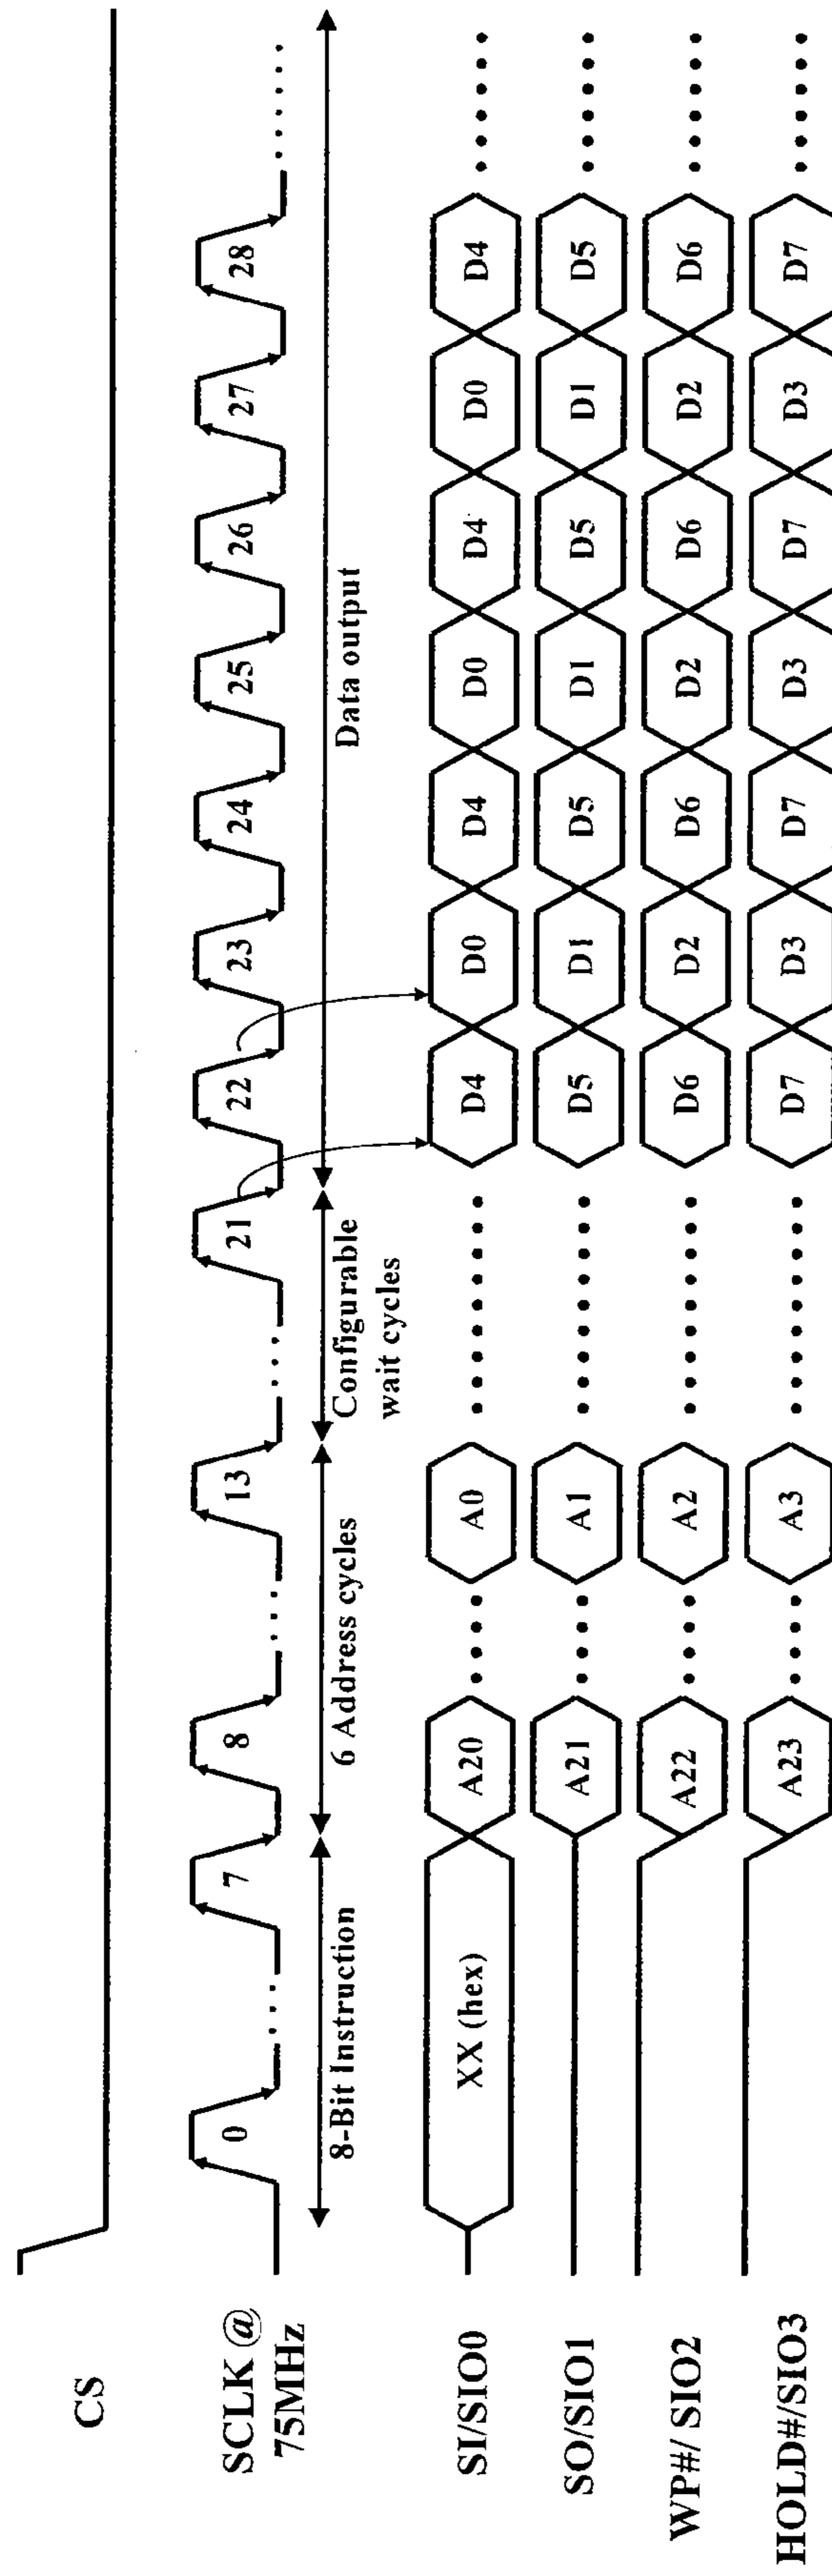 CS
SCLK @
75MHz
0 7 8 13 21 22 23 24 25 26 27 28
8-Bit Instruction
6 Address cycles
Configurable
wait cycles
Data output
SI/SIO0
XX (hex) A20 A0 D4 D0 D4 D0 D4 D0 D4
SO/SIO1
A21 A1 D5 D1 D5 D1 D5 D1 D5
WP#/ SIO2
A22 A2 D6 D2 D6 D2 D6 D2 D6
HOLD#/SIO3
A23 A3 D7 D3 D7 D3 D7 D3 D7